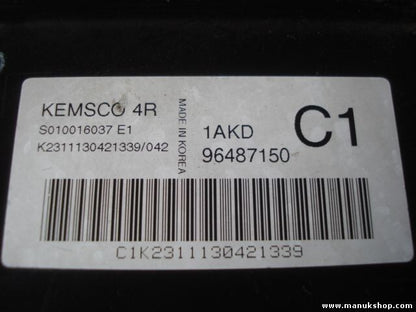 KEMSCO 4R
S010016037 E1
K2311130421339/042
MADE IN KOREA
1AKD
96487150
C1
C1K2311130421339
www.manukshop.com